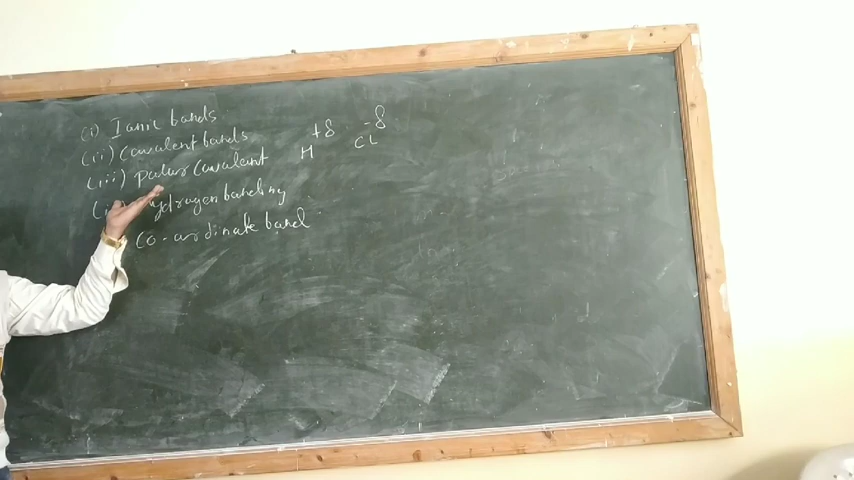 (i) Ionic bonds
(ii) Covalent bonds
(iii) polar covalent
hydrogen bonding
Co-ordinate bond
+δ -δ
H Cl